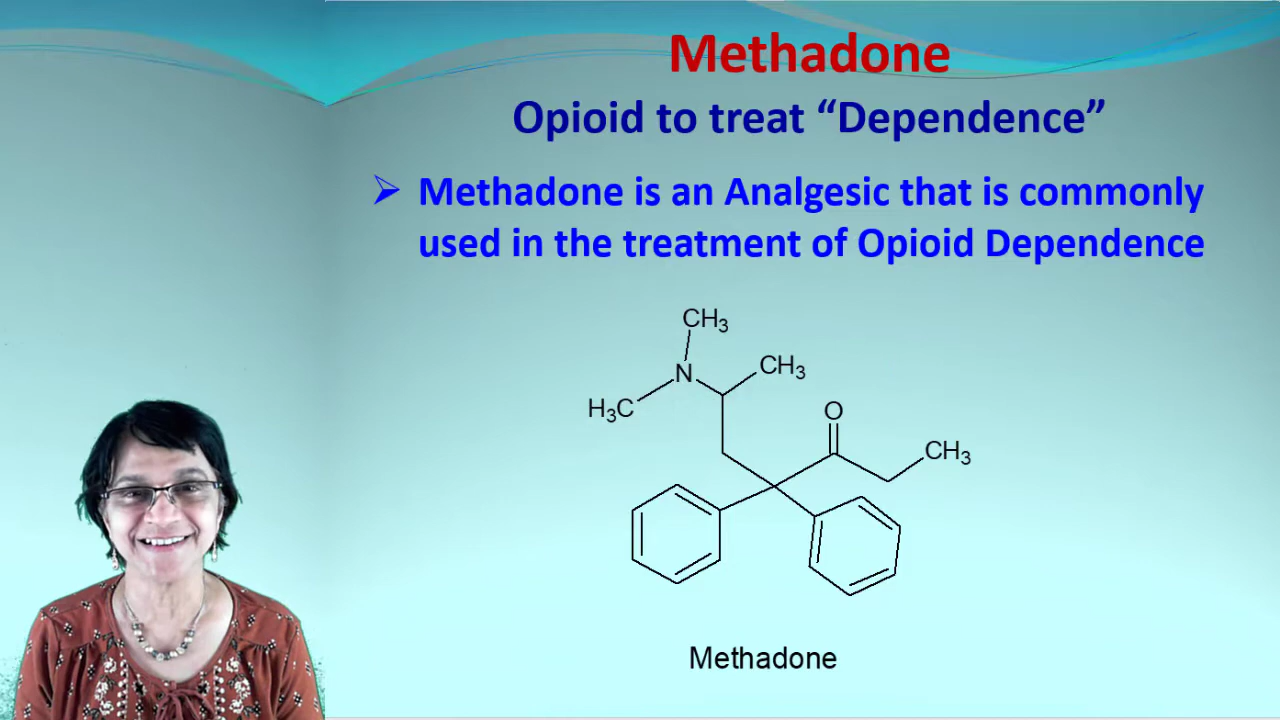 Methadone
Opioid to treat “Dependence”
➢ Methadone is an Analgesic that is commonly
used in the treatment of Opioid Dependence
CH₃
N
CH₃
H₃C
O
CH₃
Methadone